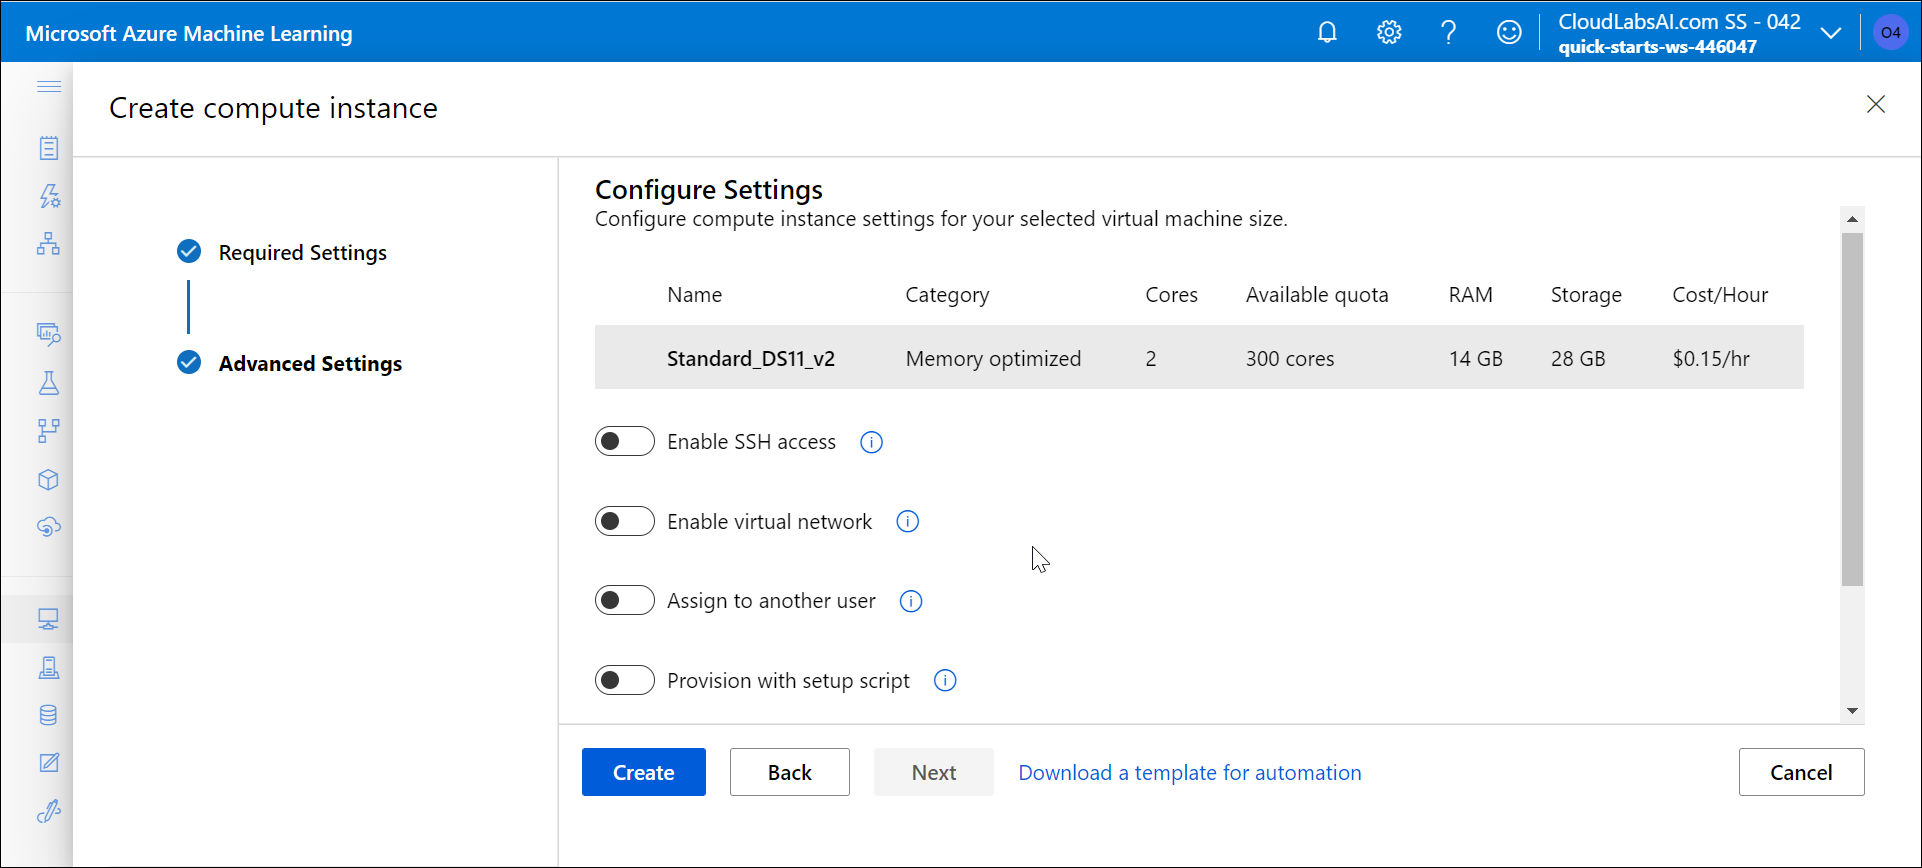 Microsoft Azure Machine Learning
CloudLabsAI.com SS - 042
quick-starts-ws-446047
O4
Create compute instance
Required Settings
Advanced Settings
Configure Settings
Configure compute instance settings for your selected virtual machine size.
Name Category Cores Available quota RAM Storage Cost/Hour
Standard_DS11_v2 Memory optimized 2 300 cores 14 GB 28 GB $0.15/hr
Enable SSH access
Enable virtual network
Assign to another user
Provision with setup script
Create Back Next Download a template for automation Cancel